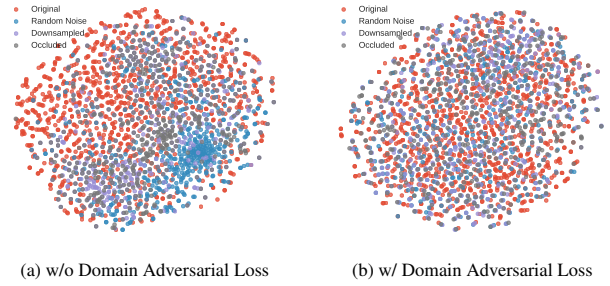 Original
Random Noise
Downsampled
Occluded
Original
Random Noise
Downsampled
Occluded
(a) w/o Domain Adversarial Loss
(b) w/ Domain Adversarial Loss